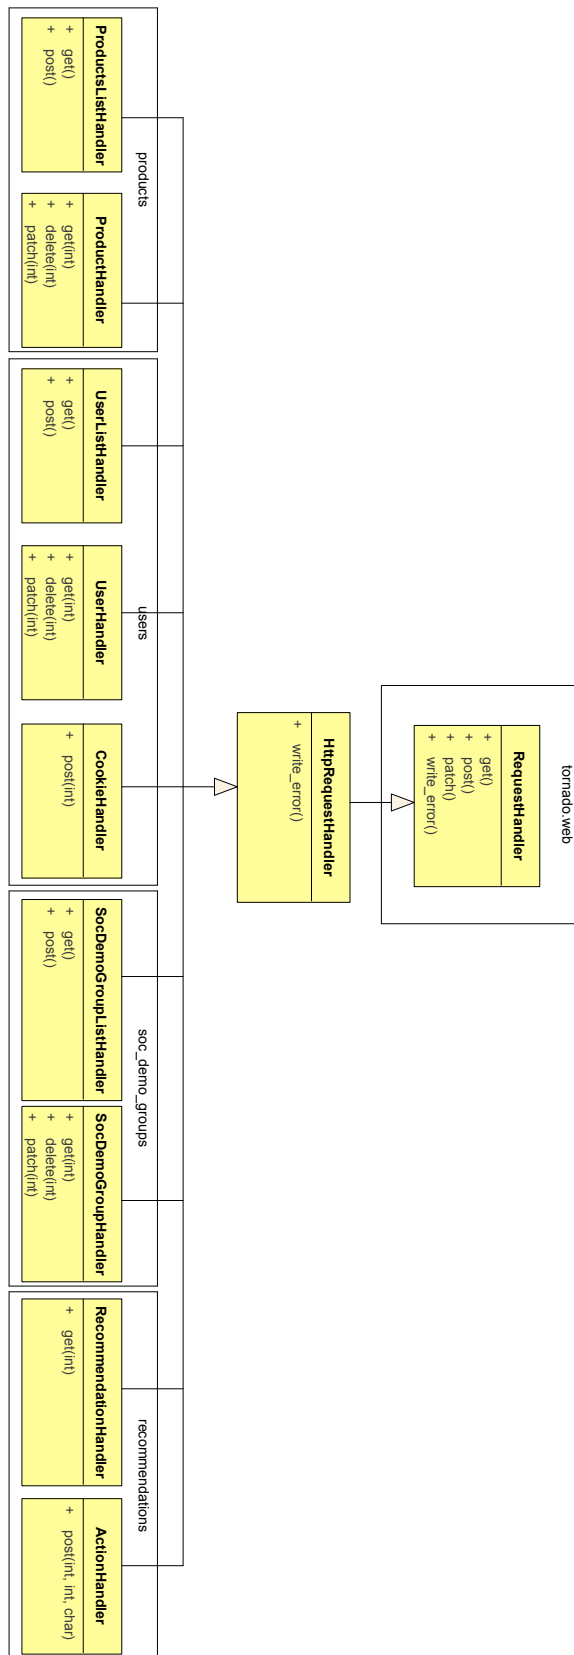 tornado.web
RequestHandler
+ get()
+ post()
+ patch()
+ write_error()
HttpRequestHandler
+ write_error()
products
ProductsListHandler
+ get()
+ post()
ProductHandler
+ get(int)
+ delete(int)
+ patch(int)
users
UserListHandler
+ get()
+ post()
UserHandler
+ get(int)
+ delete(int)
+ patch(int)
CookieHandler
+ post(int)
soc_demo_groups
SocDemoGroupListHandler
+ get()
+ post()
SocDemoGroupHandler
+ get(int)
+ delete(int)
+ patch(int)
recommendations
RecommendationHandler
+ get(int)
ActionHandler
+ post(int, int, char)